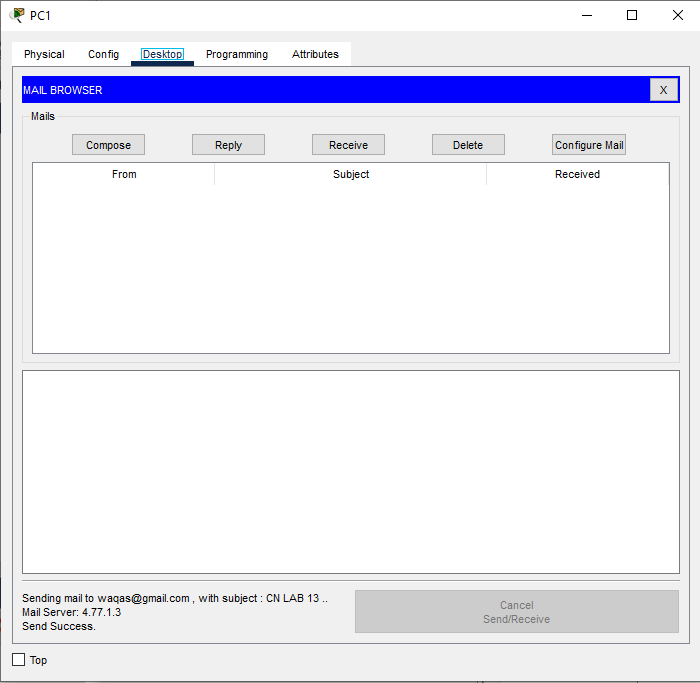 PC1
Physical Config Desktop Programming Attributes
MAIL BROWSER X
Mails
Compose Reply Receive Delete Configure Mail
From Subject Received
Sending mail to waqas@gmail.com , with subject : CN LAB 13 ..
Mail Server: 4.77.1.3
Send Success.
Cancel
Send/Receive
Top